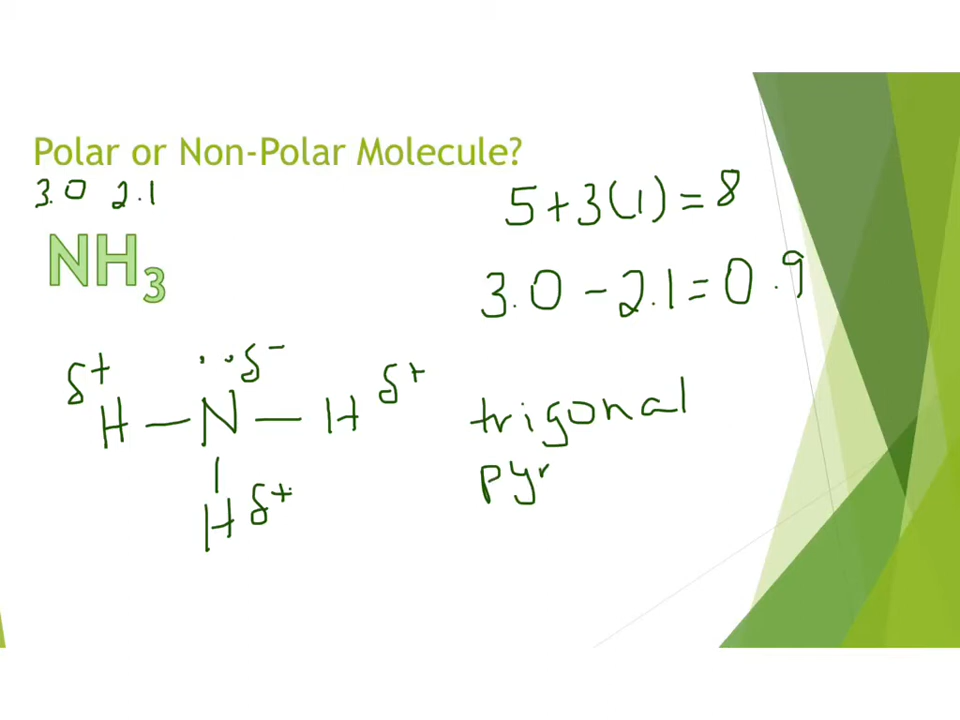 Polar or Non-Polar Molecule?
3.0 2.1
NH₃
5+3(1)=8
3.0-2.1=0.9
δ+ ··δ- δ+
H—N—H
|
H δ+
trigonal
pyr